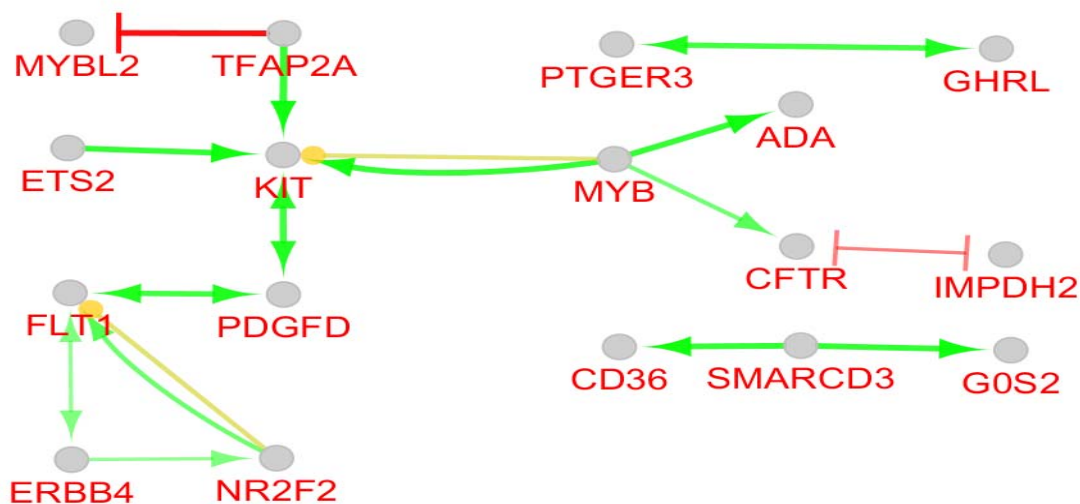 MYBL2
TFAP2A
PTGER3
GHRL
ADA
ETS2
KIT
MYB
CFTR
IMPDH2
FLT1
PDGFD
CD36
SMARCD3
G0S2
ERBB4
NR2F2